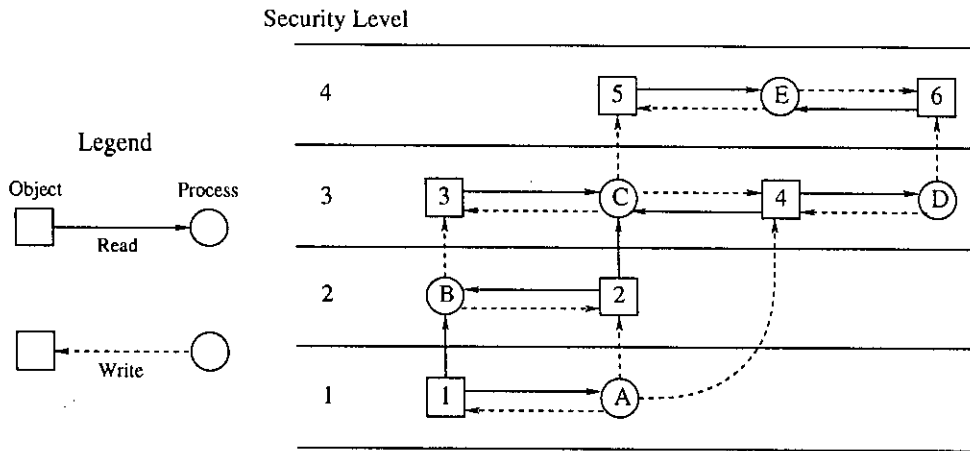 Security Level
4
5
E
6
Legend
Object
Process
Read
3
3
C
4
D
2
B
2
Write
1
1
A